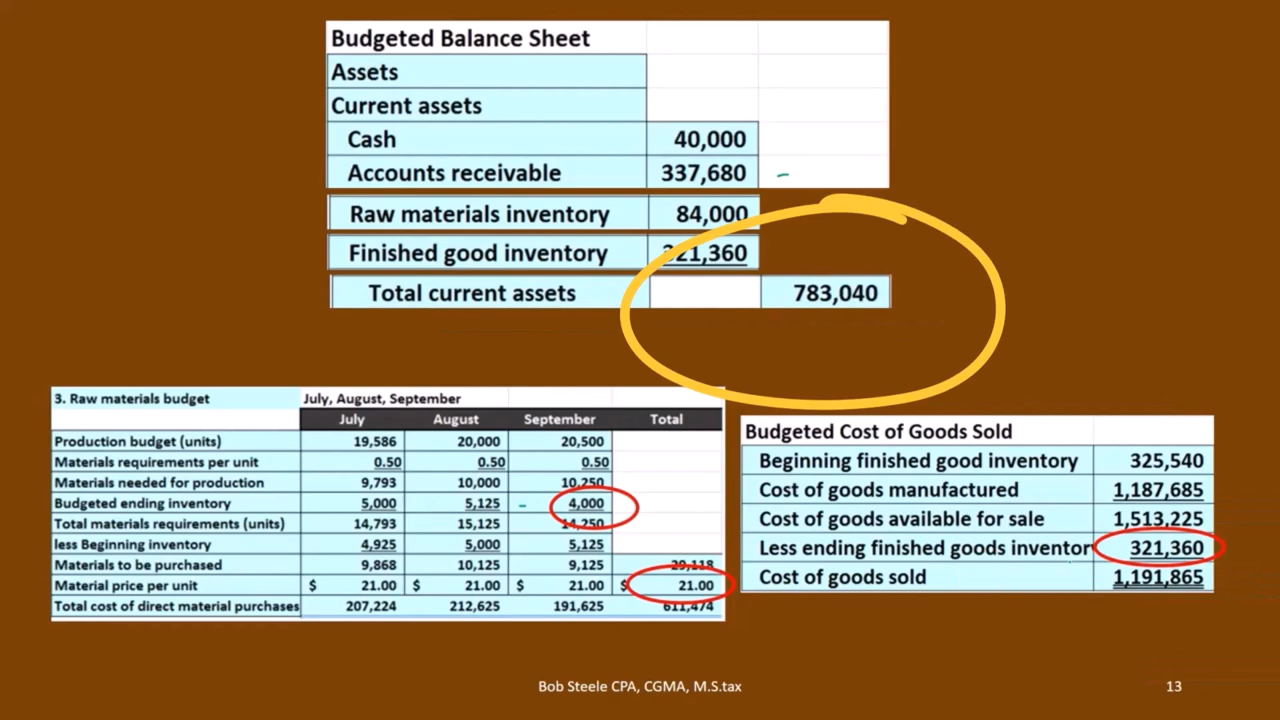 Budgeted Balance Sheet
Assets
Current assets
Cash 40,000
Accounts receivable 337,680
Raw materials inventory 84,000
Finished good inventory 321,360
Total current assets 783,040
3. Raw materials budget July, August, September
July August September Total
Production budget (units) 19,586 20,000 20,500
Materials requirements per unit 0.50 0.50 0.50
Materials needed for production 9,793 10,000 10,250
Budgeted ending inventory 5,000 5,125 4,000
Total materials requirements (units) 14,793 15,125 14,250
less Beginning inventory 4,925 5,000 5,125
Materials to be purchased 9,868 10,125 9,125 29,118
Material price per unit $ 21.00 $ 21.00 $ 21.00 $ 21.00
Total cost of direct material purchases 207,224 212,625 191,625 611,474
Budgeted Cost of Goods Sold
Beginning finished good inventory 325,540
Cost of goods manufactured 1,187,685
Cost of goods available for sale 1,513,225
Less ending finished goods inventor 321,360
Cost of goods sold 1,191,865
Bob Steele CPA, CGMA, M.S.tax 13